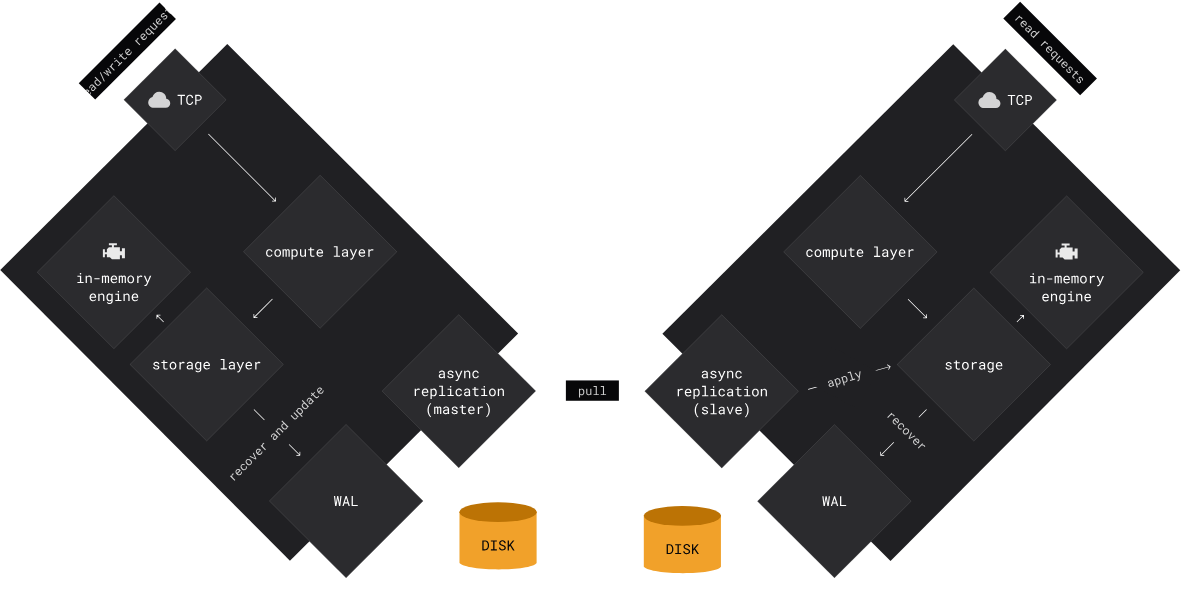 ead/write reques
TCP
compute layer
in-memory
engine
storage layer
recover and update
async
replication
(master)
WAL
DISK
pull
read requests
TCP
compute layer
in-memory
engine
storage
async
replication
(slave)
apply
recover
WAL
DISK